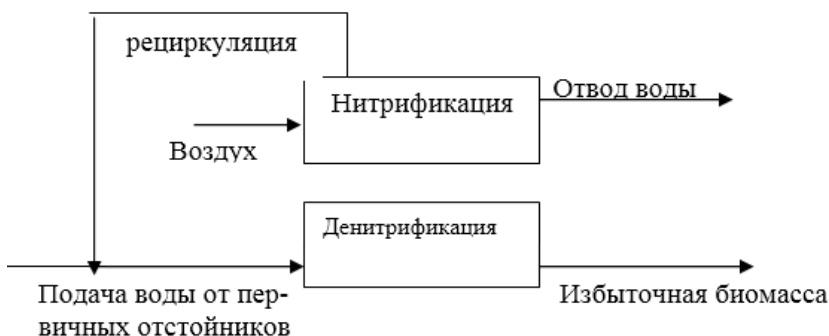 рециркуляция
Нитрификация
Отвод воды
Воздух
Денитрификация
Подача воды от пер-
вичных отстойников
Избыточная биомасса